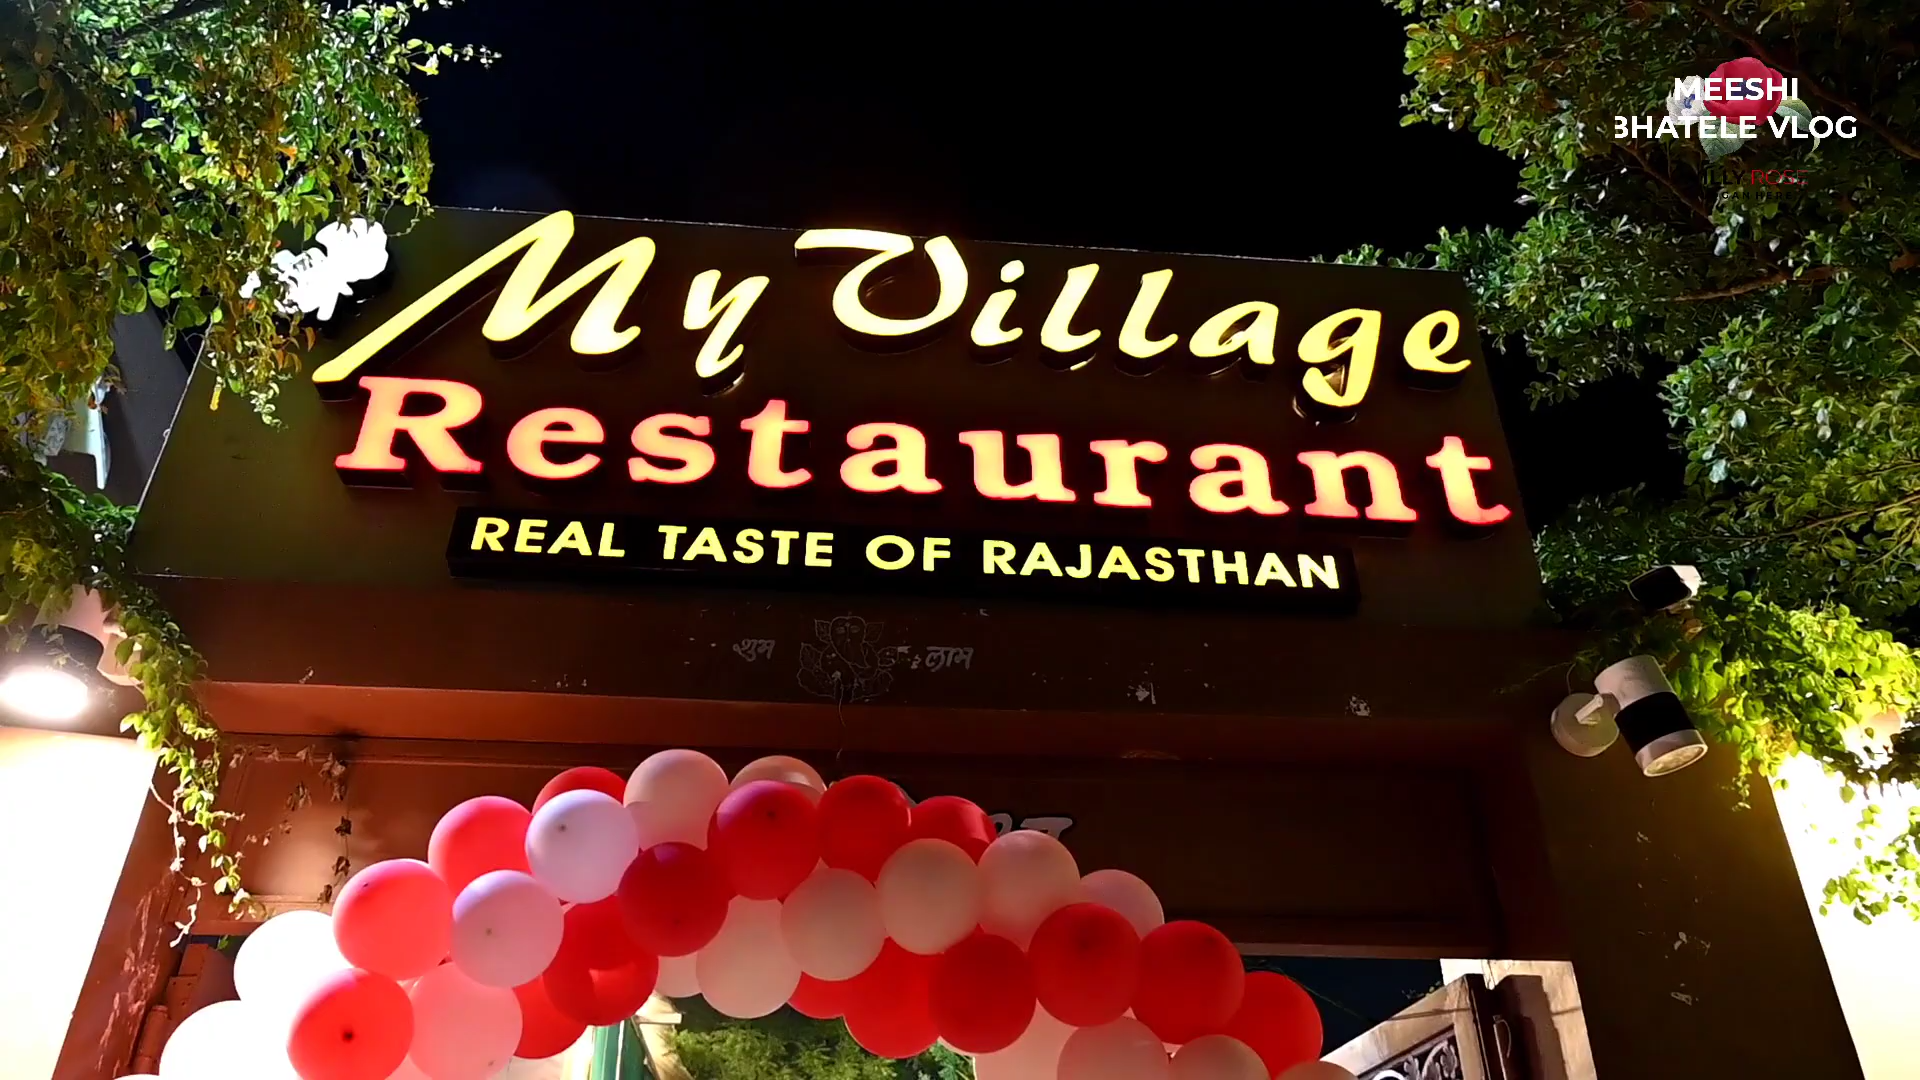 MEESHI
BHATELE VLOG
My Village
Restaurant
REAL TASTE OF RAJASTHAN
शुभ लाभ